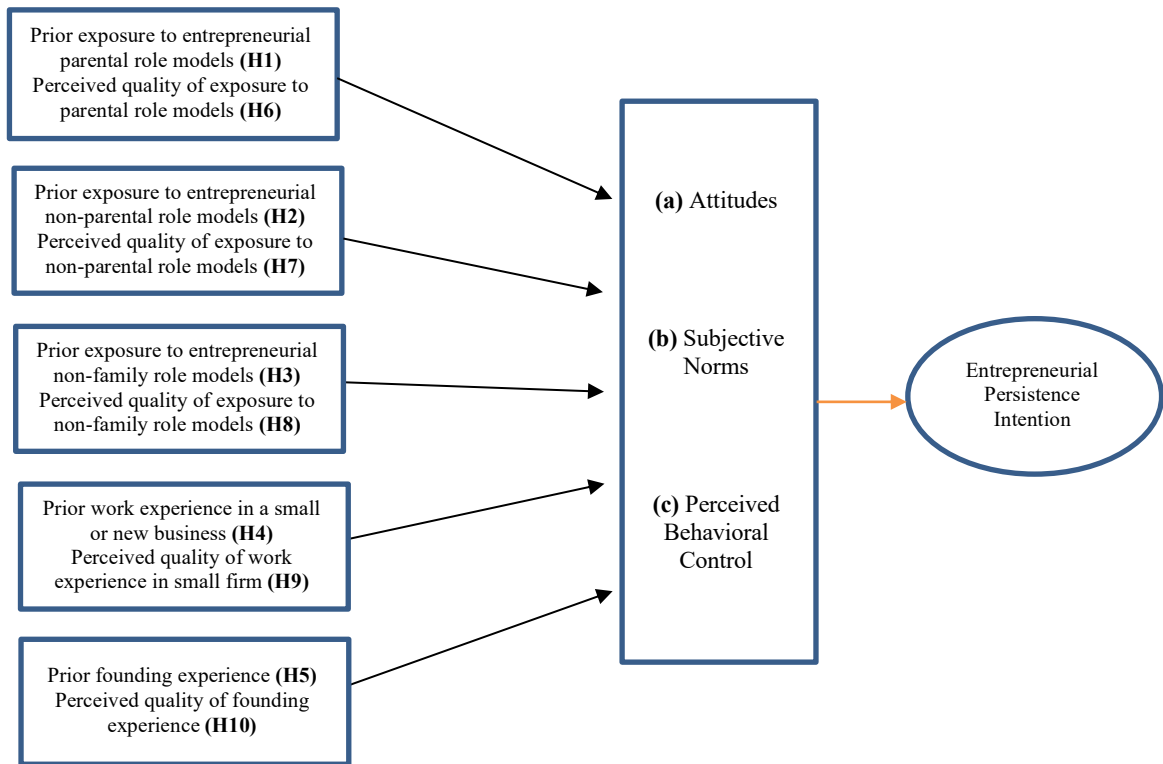 Prior exposure to entrepreneurial
parental role models (H1)
Perceived quality of exposure to
parental role models (H6)
Prior exposure to entrepreneurial
non-parental role models (H2)
Perceived quality of exposure to
non-parental role models (H7)
Prior exposure to entrepreneurial
non-family role models (H3)
Perceived quality of exposure to
non-family role models (H8)
Prior work experience in a small
or new business (H4)
Perceived quality of work
experience in small firm (H9)
Prior founding experience (H5)
Perceived quality of founding
experience (H10)
(a) Attitudes
(b) Subjective
Norms
(c) Perceived
Behavioral
Control
Entrepreneurial
Persistence
Intention